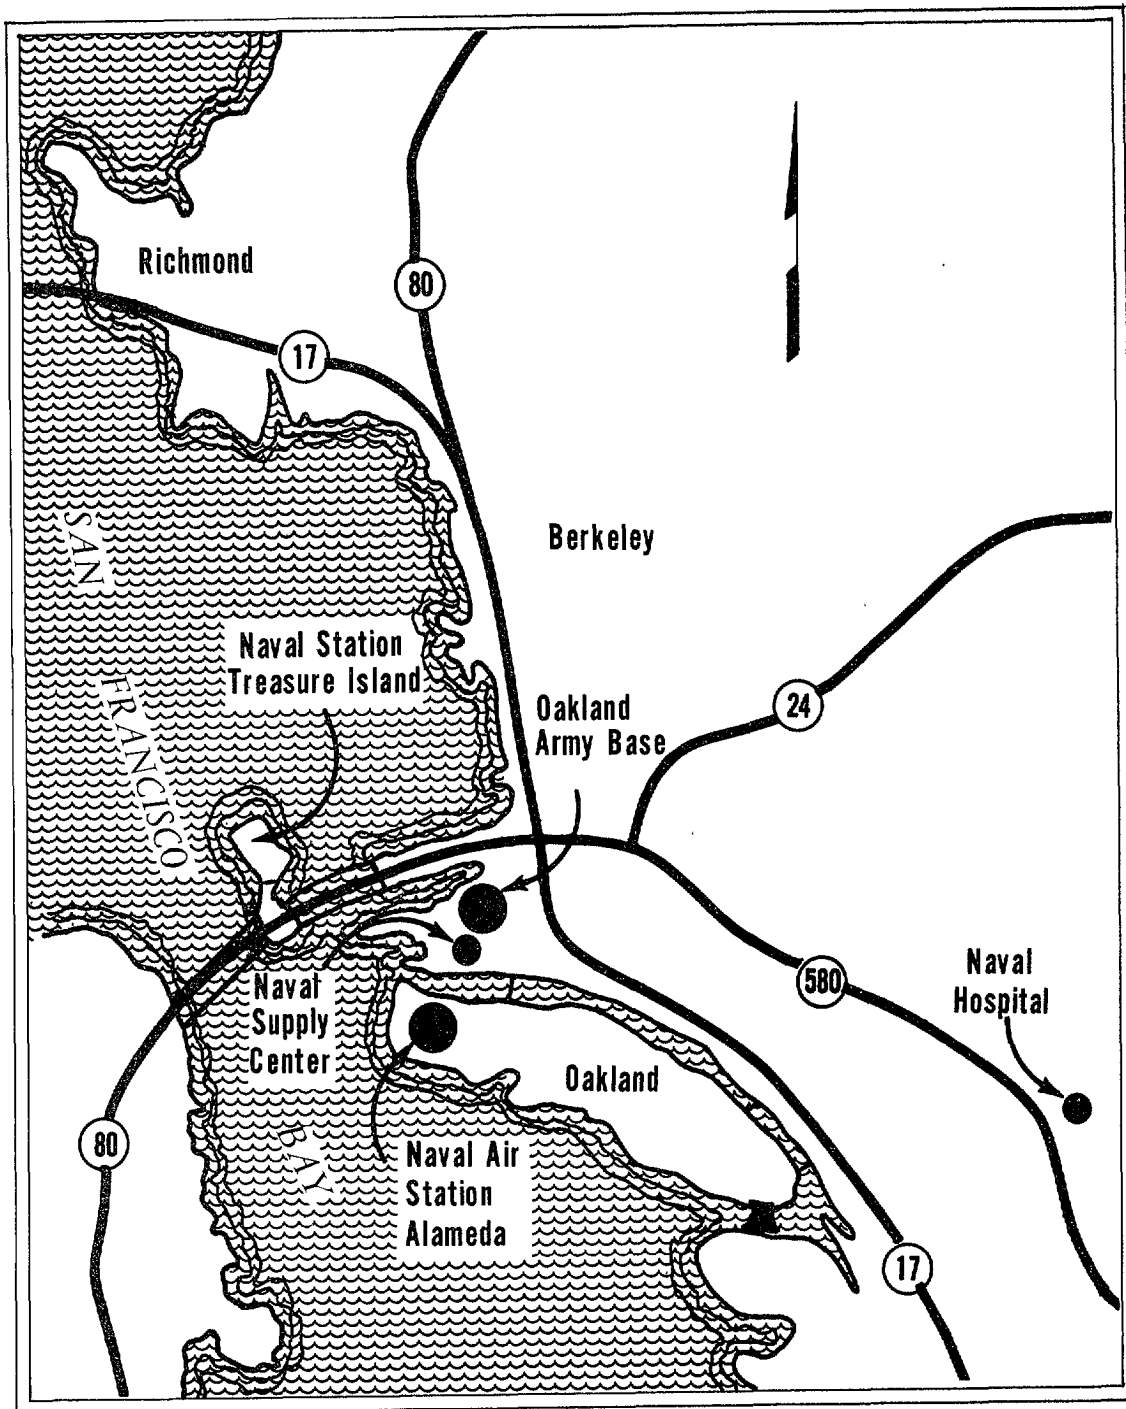 Richmond
80
17
Berkeley
SAN
FRANCISCO
BAY
Naval Station
Treasure Island
Oakland
Army Base
24
580
Naval
Hospital
Naval
Supply
Center
Oakland
80
Naval Air
Station
Alameda
17